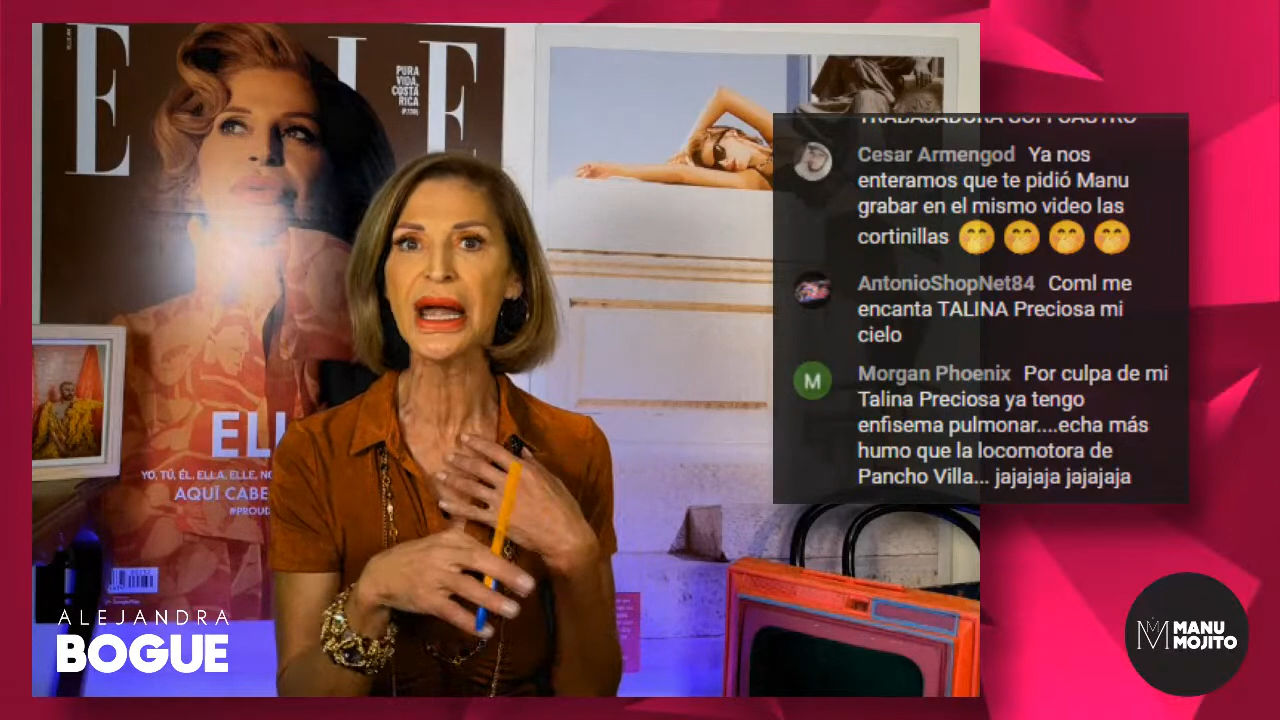 ELLE
PURA
VIDA,
COSTA
RICA
YO, TÚ, ÉL, ELLA, ELLE,
AQUÍ CABE
#PROUD
ALEJANDRA
BOGUE
Cesar Armengod Ya nos
enteramos que te pidió Manu
grabar en el mismo video las
cortinillas 🤭🤭🤭🤭
AntonioShopNet84 Coml me
encanta TALINA Preciosa mi
cielo
Morgan Phoenix Por culpa de mi
Talina Preciosa ya tengo
enfisema pulmonar....echa más
humo que la locomotora de
Pancho Villa... jajajaja jajajaja
M
MANU
MOJITO